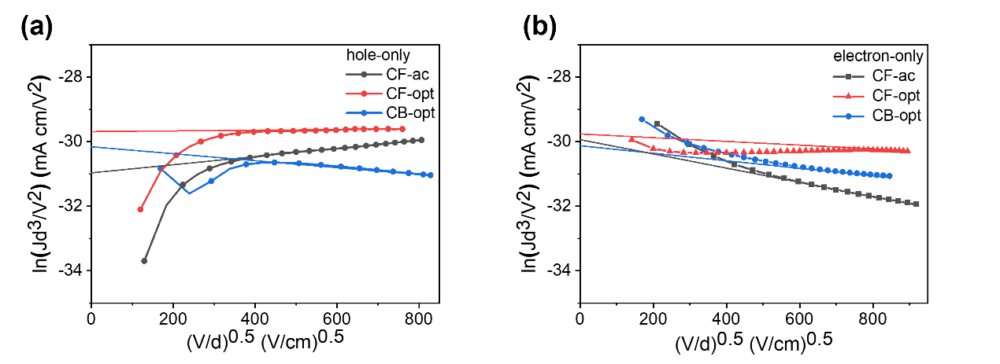 (a)
hole-only
CF-ac
CF-opt
CB-opt
-28
-30
-32
-34
ln(Jd3/V2) (mA cm/V2)
0 200 400 600 800
(V/d)0.5 (V/cm)0.5
(b)
electron-only
CF-ac
CF-opt
CB-opt
-28
-30
-32
-34
ln(Jd3/V2) (mA cm/V2)
0 200 400 600 800
(V/d)0.5 (V/cm)0.5